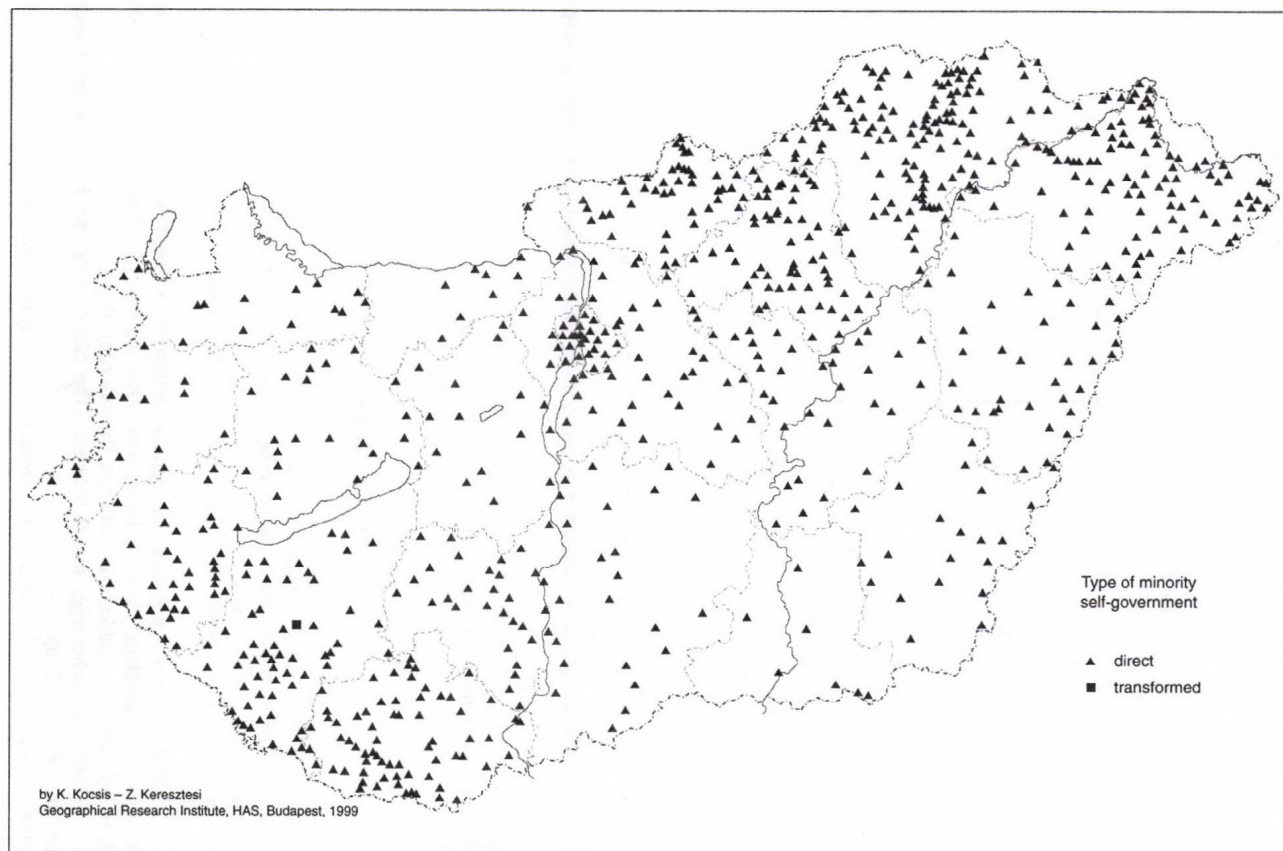 Type of minority
self-government
direct
transformed
by K. Kocsis – Z. Keresztesi
Geographical Research Institute, HAS, Budapest, 1999